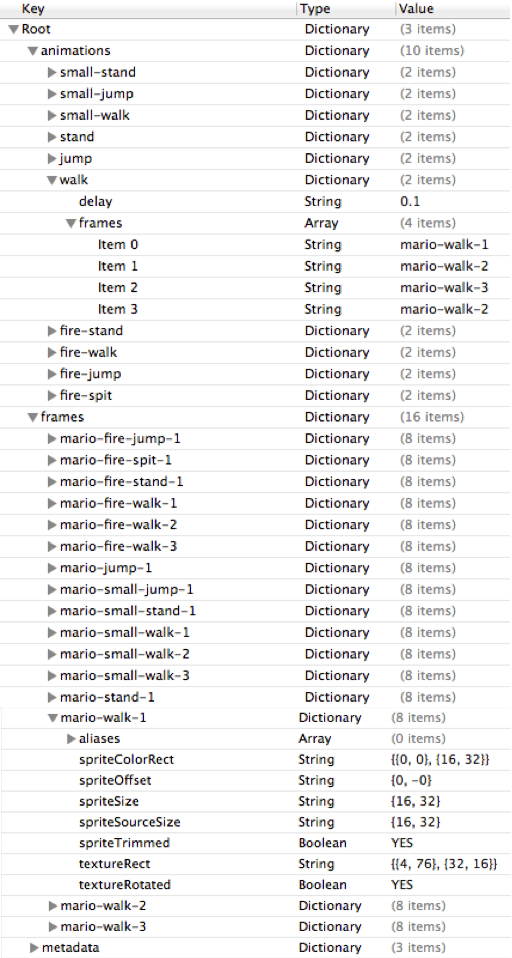 Key Type Value
Root Dictionary (3 items)
animations Dictionary (10 items)
small-stand Dictionary (2 items)
small-jump Dictionary (2 items)
small-walk Dictionary (2 items)
stand Dictionary (2 items)
jump Dictionary (2 items)
walk Dictionary (2 items)
delay String 0.1
frames Array (4 items)
Item 0 String mario-walk-1
Item 1 String mario-walk-2
Item 2 String mario-walk-3
Item 3 String mario-walk-2
fire-stand Dictionary (2 items)
fire-walk Dictionary (2 items)
fire-jump Dictionary (2 items)
fire-spit Dictionary (2 items)
frames Dictionary (16 items)
mario-fire-jump-1 Dictionary (8 items)
mario-fire-spit-1 Dictionary (8 items)
mario-fire-stand-1 Dictionary (8 items)
mario-fire-walk-1 Dictionary (8 items)
mario-fire-walk-2 Dictionary (8 items)
mario-fire-walk-3 Dictionary (8 items)
mario-jump-1 Dictionary (8 items)
mario-small-jump-1 Dictionary (8 items)
mario-small-stand-1 Dictionary (8 items)
mario-small-walk-1 Dictionary (8 items)
mario-small-walk-2 Dictionary (8 items)
mario-small-walk-3 Dictionary (8 items)
mario-stand-1 Dictionary (8 items)
mario-walk-1 Dictionary (8 items)
aliases Array (0 items)
spriteColorRect String {{0, 0}, {16, 32}}
spriteOffset String {0, -0}
spriteSize String {16, 32}
spriteSourceSize String {16, 32}
spriteTrimmed Boolean YES
textureRect String {{4, 76}, {32, 16}}
textureRotated Boolean YES
mario-walk-2 Dictionary (8 items)
mario-walk-3 Dictionary (8 items)
metadata Dictionary (3 items)